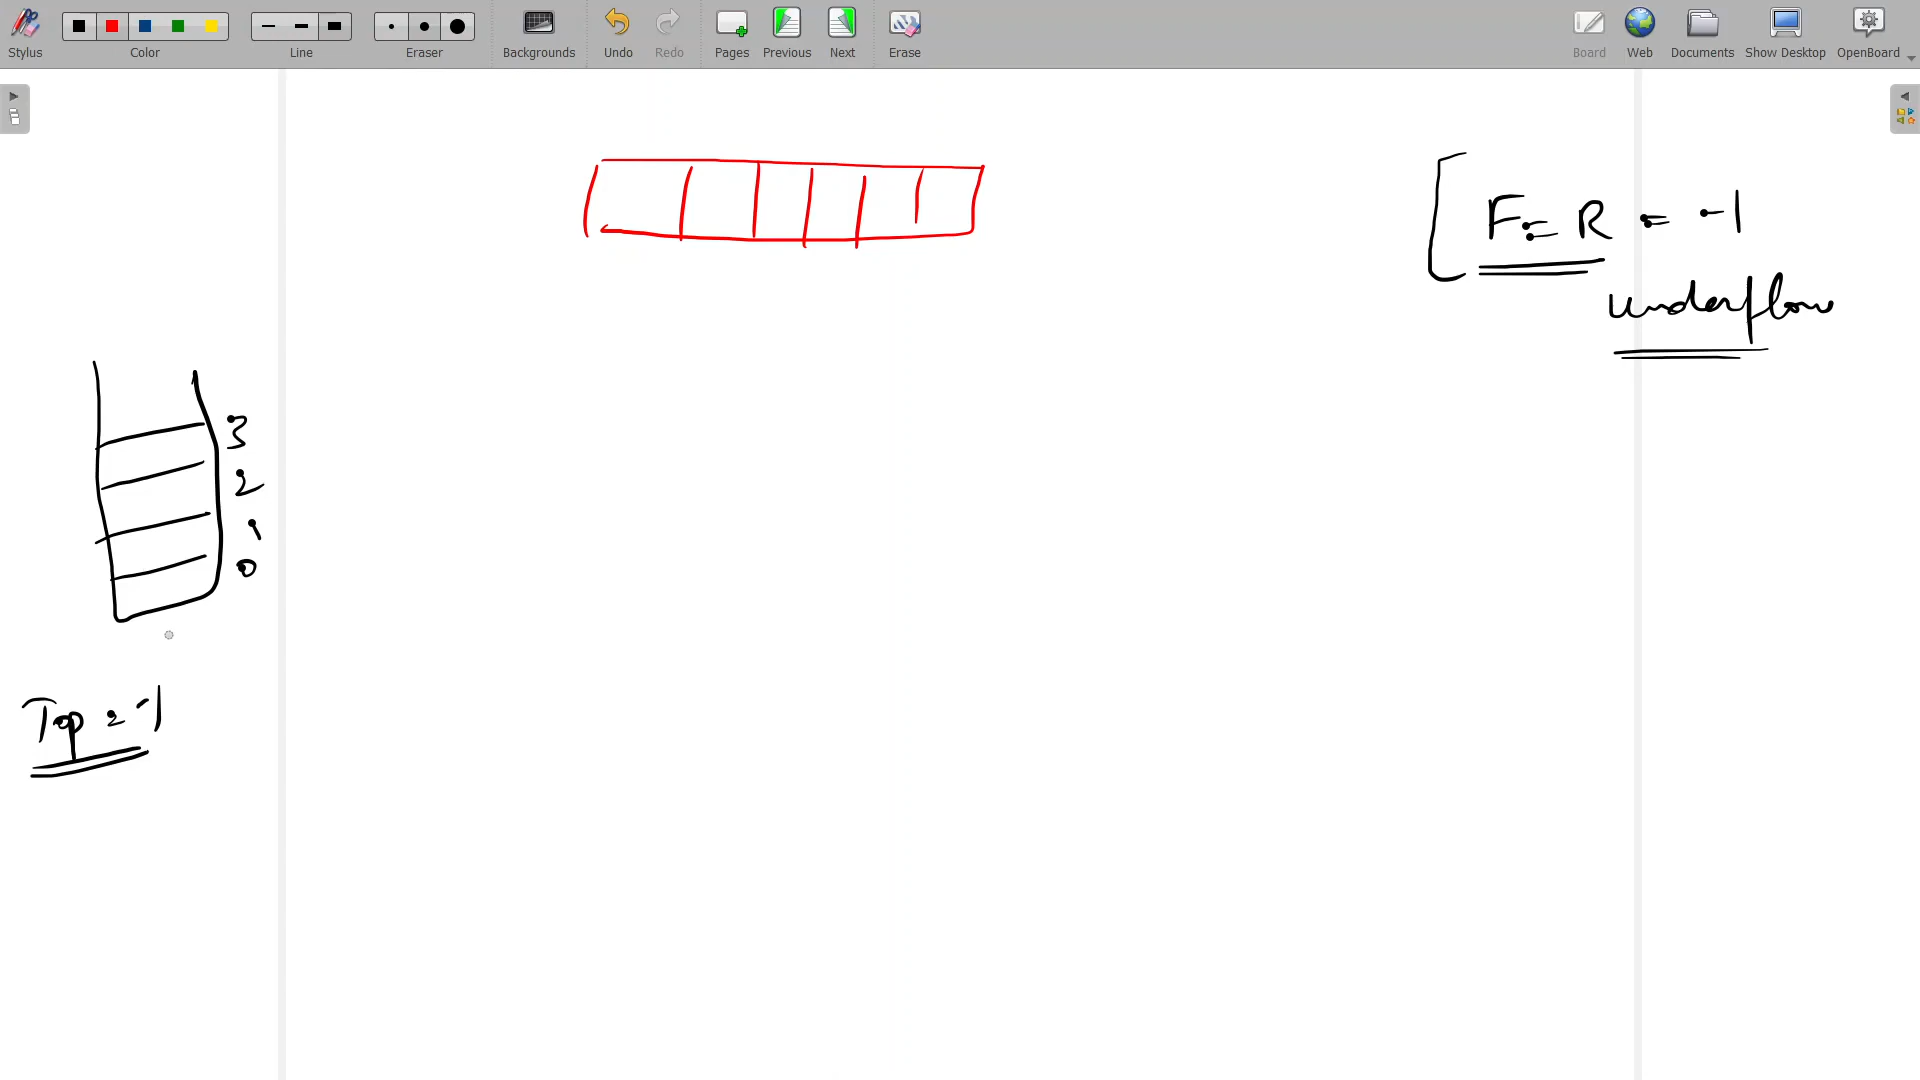 Stylus Color Line Eraser Backgrounds Undo Redo Pages Previous Next Erase Board Web Documents Show Desktop OpenBoard
F = R = -1
underflow
3
2
1
0
Top = -1